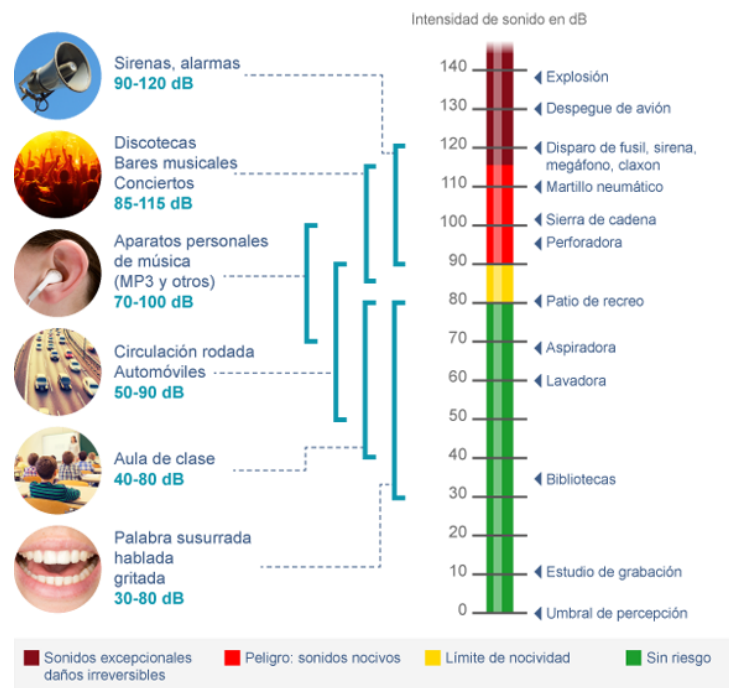 Intensidad de sonido en dB
Sirenas, alarmas
90-120 dB
Discotecas
Bares musicales
Conciertos
85-115 dB
Aparatos personales
de música
(MP3 y otros)
70-100 dB
Circulación rodada
Automóviles
50-90 dB
Aula de clase
40-80 dB
Palabra susurrada
hablada
gritada
30-80 dB
140
130
120
110
100
90
80
70
60
50
40
30
20
10
0
Explosión
Despegue de avión
Disparo de fusil, sirena,
megáfono, claxon
Martillo neumático
Sierra de cadena
Perforadora
Patio de recreo
Aspiradora
Lavadora
Bibliotecas
Estudio de grabación
Umbral de percepción
Sonidos excepcionales
daños irreversibles
Peligro: sonidos nocivos
Límite de nocividad
Sin riesgo